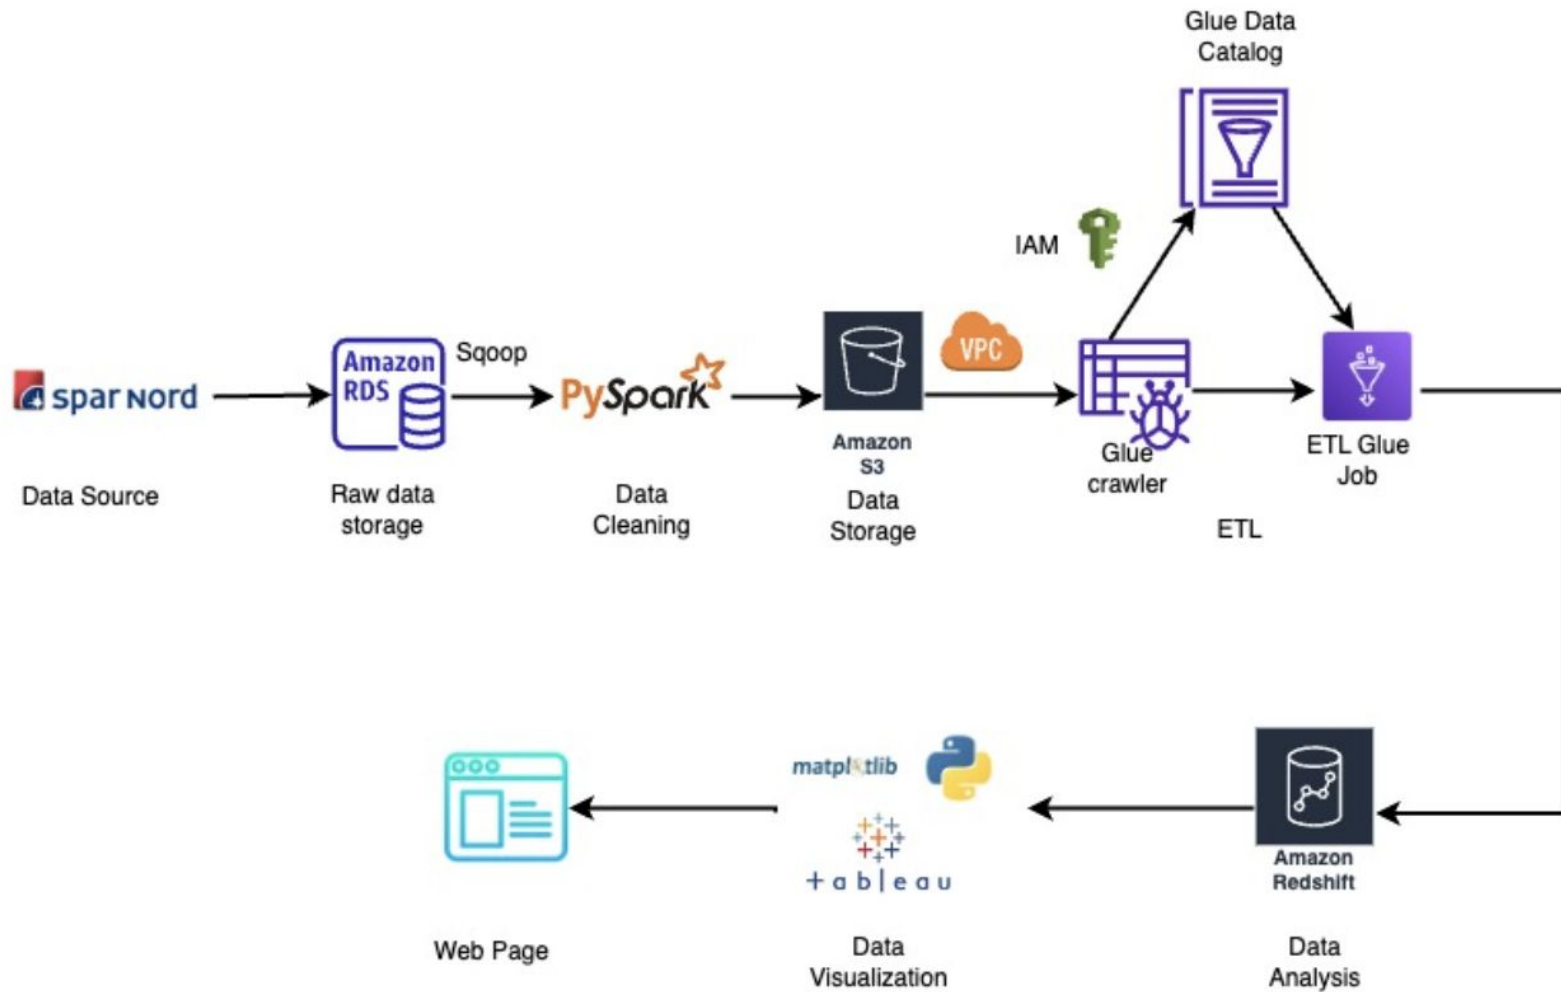 Glue Data
Catalog
IAM
spar nord
Amazon
RDS
Sqoop
PySpark
VPC
Amazon
S3
Glue
crawler
ETL Glue
Job
Data Source
Raw data
storage
Data
Cleaning
Data
Storage
ETL
matplotlib
+ableau
Amazon
Redshift
Web Page
Data
Visualization
Data
Analysis